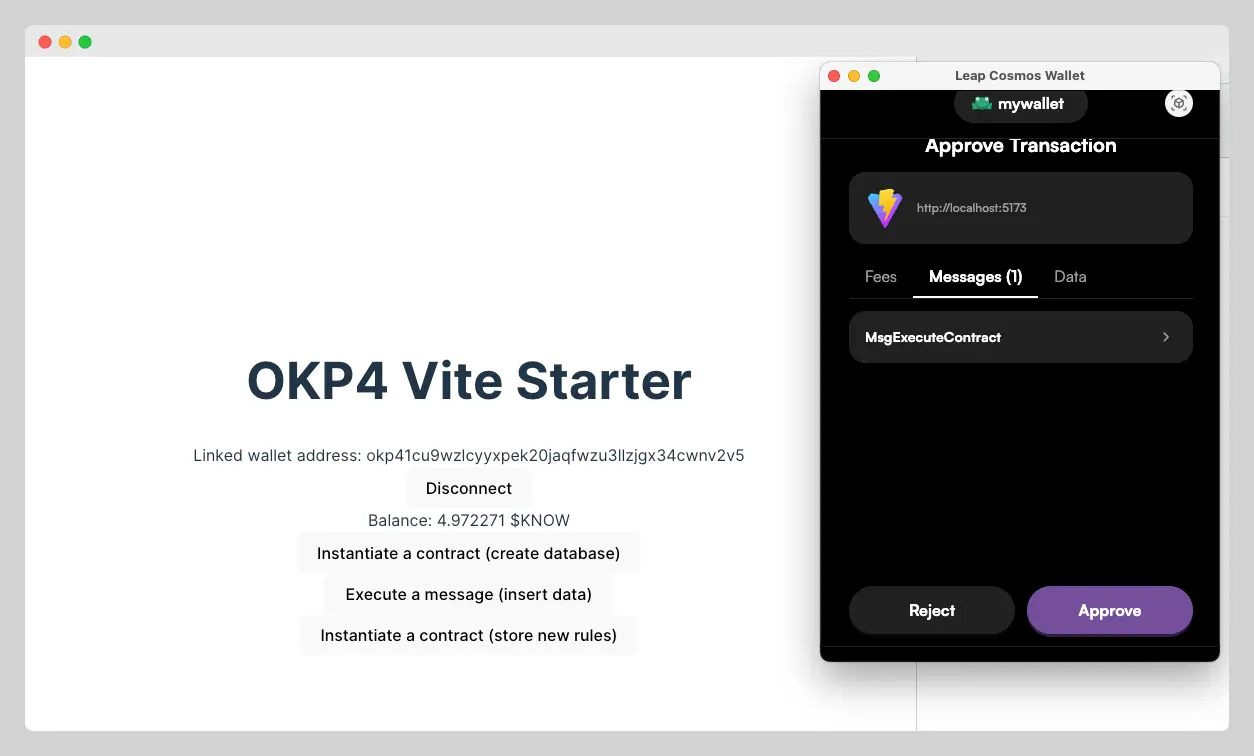 OKP4 Vite Starter
Linked wallet address: okp41cu9wzlcyyxpek20jaqfwzu3llzjgx34cwnv2v5
Disconnect
Balance: 4.972271 $KNOW
Instantiate a contract (create database)
Execute a message (insert data)
Instantiate a contract (store new rules)
Leap Cosmos Wallet
mywallet
Approve Transaction
http://localhost:5173
Fees Messages (1) Data
MsgExecuteContract
Reject Approve